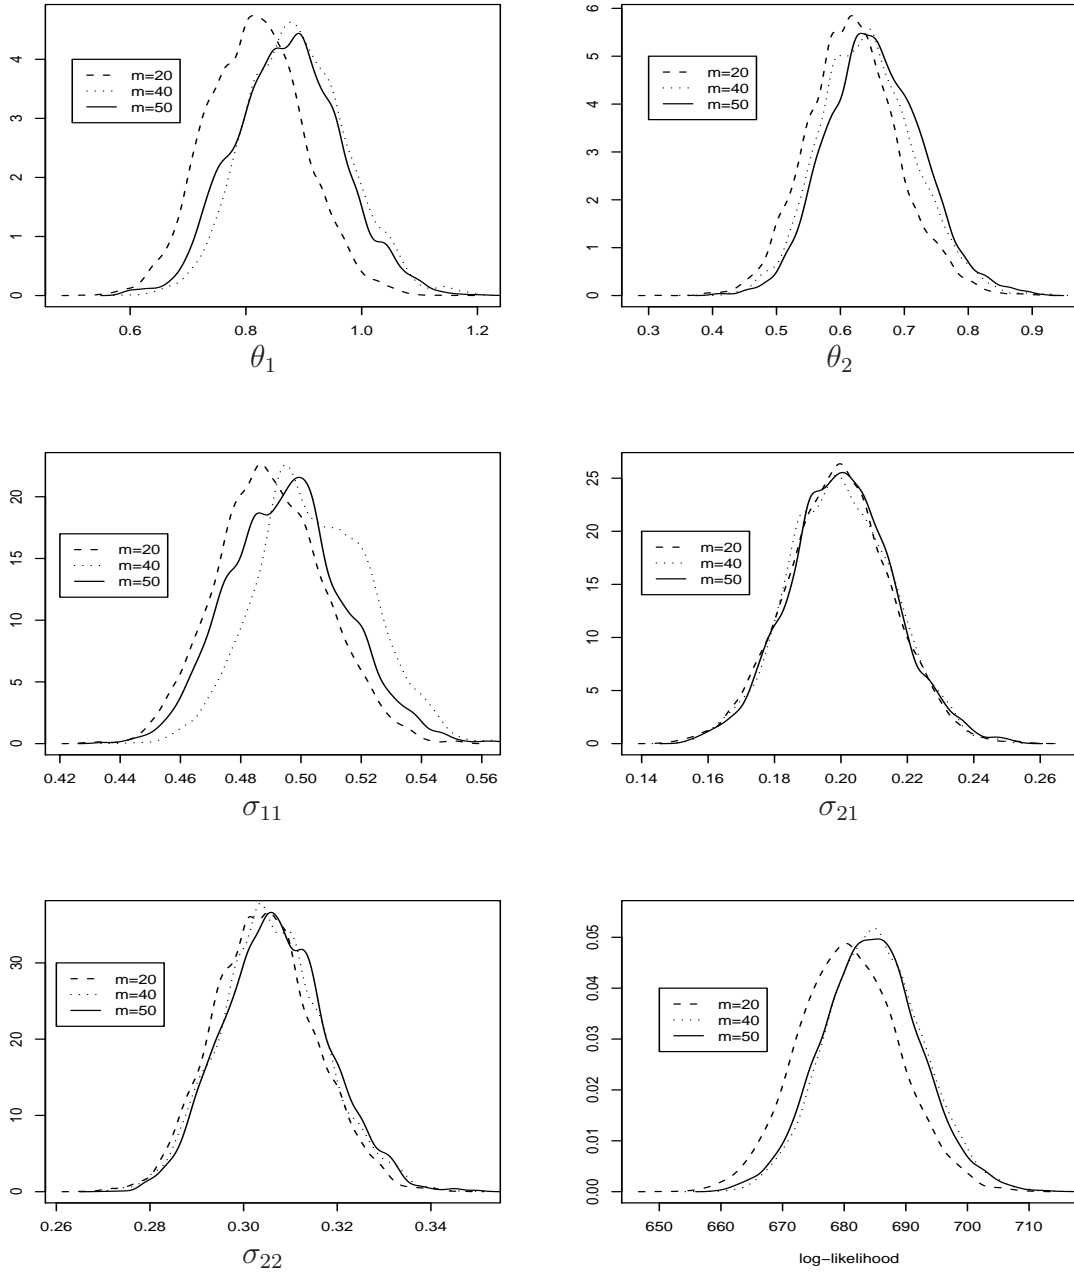 4
3
2
1
0
m=20
m=40
m=50
0.6 0.8 1.0 1.2
θ₁
6
5
4
3
2
1
0
m=20
m=40
m=50
0.3 0.4 0.5 0.6 0.7 0.8 0.9
θ₂
20
15
10
5
0
m=20
m=40
m=50
0.42 0.44 0.46 0.48 0.50 0.52 0.54 0.56
σ₁₁
25
20
15
10
5
0
m=20
m=40
m=50
0.14 0.16 0.18 0.20 0.22 0.24 0.26
σ₂₁
30
20
10
0
m=20
m=40
m=50
0.26 0.28 0.30 0.32 0.34
σ₂₂
0.05
0.04
0.03
0.02
0.01
0.00
m=20
m=40
m=50
650 660 670 680 690 700 710
log−likelihood